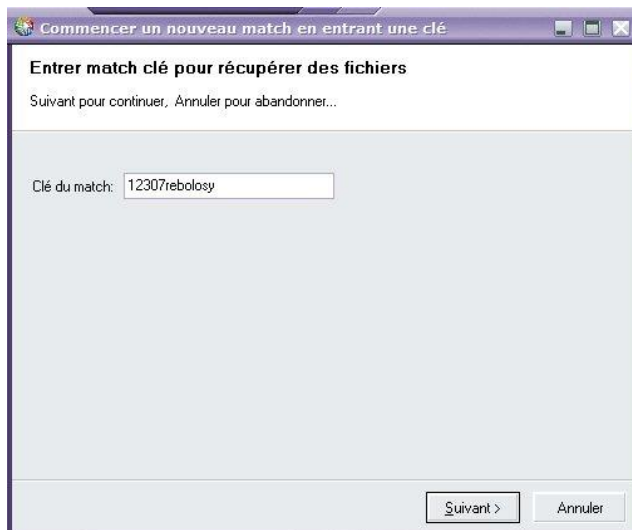 Commencer un nouveau match en entrant une clé
Entrer match clé pour récupérer des fichiers
Suivant pour continuer, Annuler pour abandonner...
Clé du match: 12307rebolosy
Suivant > Annuler